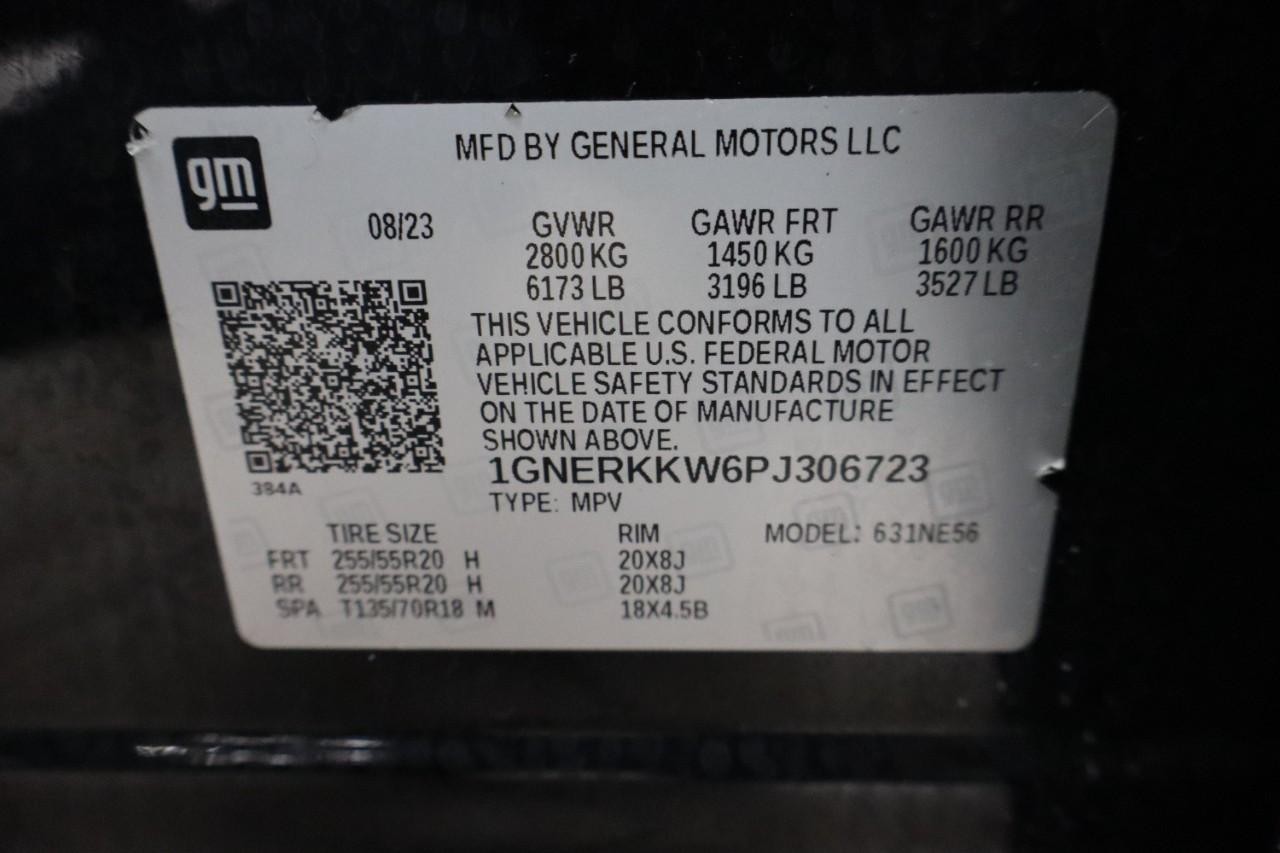 gm
MFD BY GENERAL MOTORS LLC
08/23 GVWR GAWR FRT GAWR RR
2800 KG 1450 KG 1600 KG
6173 LB 3196 LB 3527 LB
THIS VEHICLE CONFORMS TO ALL
APPLICABLE U.S. FEDERAL MOTOR
VEHICLE SAFETY STANDARDS IN EFFECT
ON THE DATE OF MANUFACTURE
SHOWN ABOVE.
1GNERKKW6PJ306723
384A
TYPE: MPV
TIRE SIZE RIM MODEL: 631NE56
FRT 255/55R20 H 20X8J
RR 255/55R20 H 20X8J
SPA T135/70R18 M 18X4.5B